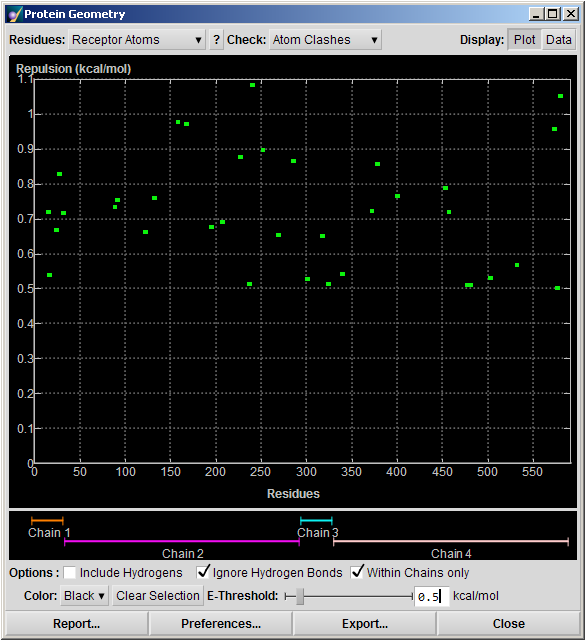 Protein Geometry
Residues: Receptor Atoms ? Check: Atom Clashes Display: Plot Data
Repulsion (kcal/mol)
1.1
1
0.9
0.8
0.7
0.6
0.5
0.4
0.3
0.2
0.1
0
0 50 100 150 200 250 300 350 400 450 500 550
Residues
Chain 1 Chain 3
Chain 2 Chain 4
Options : Include Hydrogens Ignore Hydrogen Bonds Within Chains only
Color: Black Clear Selection E-Threshold: 0.5 kcal/mol
Report... Preferences... Export... Close